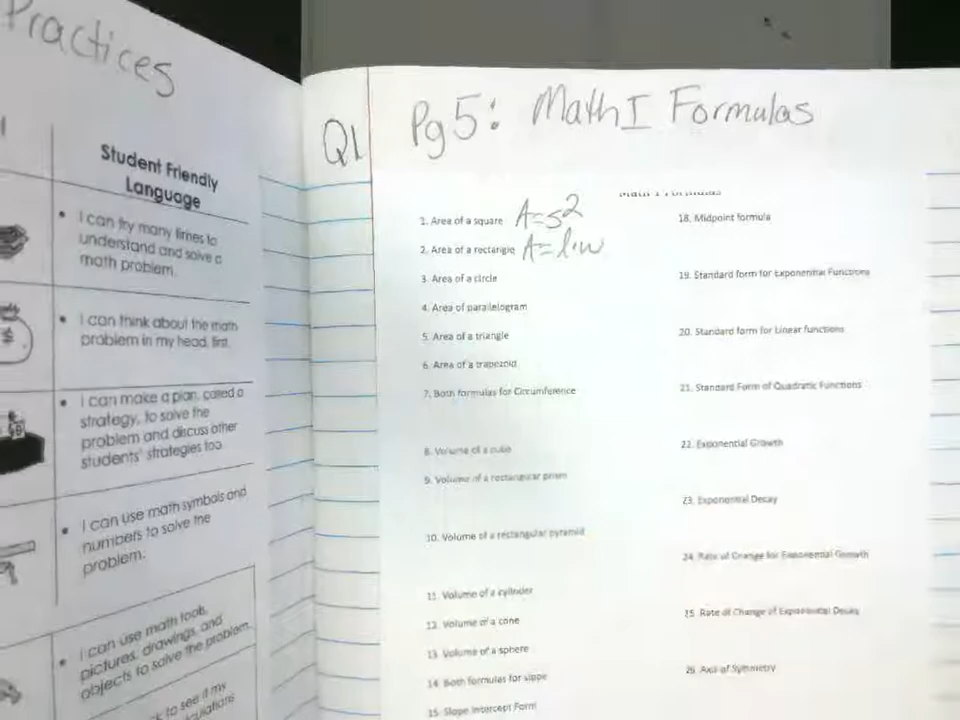 Practices
Student Friendly
Language
• I can try many times to
understand and solve a
math problem.
• I can think about the math
problem in my head, first.
• I can make a plan, called a
strategy, to solve the
problem and discuss other
students' strategies too.
• I can use math symbols and
numbers to solve the
problem.
• I can use math tools,
pictures, drawings, and
objects to solve the problem.
to see if my
Q1 Pg 5: Math I Formulas
Math 1 Formulas
1. Area of a square A=s²
2. Area of a rectangle A=l·w
3. Area of a circle
4. Area of parallelogram
5. Area of a triangle
6. Area of a trapezoid
7. Both formulas for Circumference
8. Volume of a cube
9. Volume of a rectangular prism
10. Volume of a rectangular pyramid
11. Volume of a cylinder
12. Volume of a cone
13. Volume of a sphere
14. Both formulas for slope
15. Slope Intercept Form
18. Midpoint formula
19. Standard form for Exponential Functions
20. Standard form for Linear functions
21. Standard Form of Quadratic Functions
22. Exponential Growth
23. Exponential Decay
24. Rate of Change for Exponential Growth
25. Rate of Change of Exponential Decay
26. Axis of Symmetry